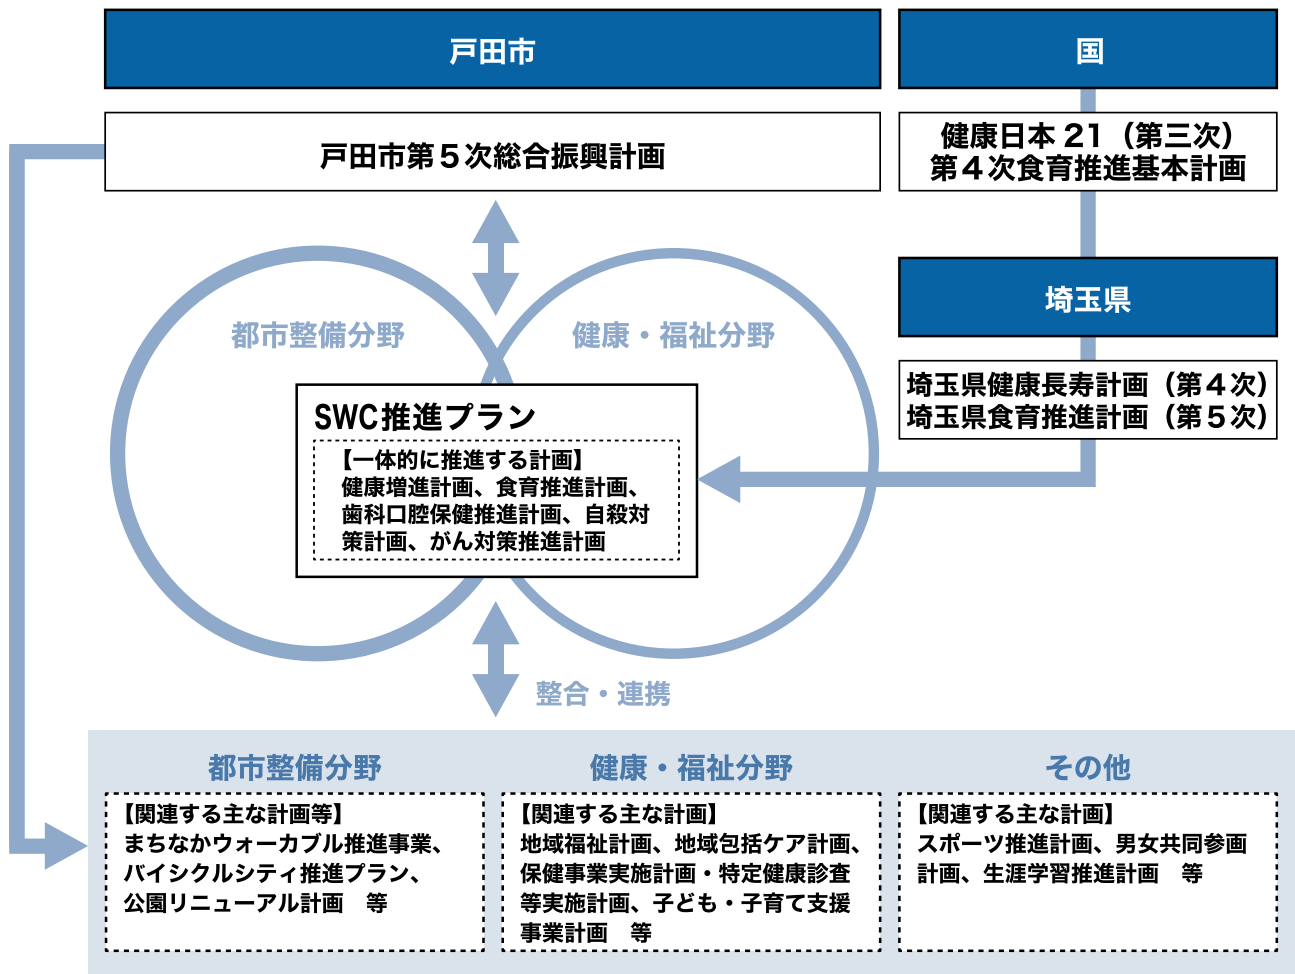 戸田市
国
戸田市第５次総合振興計画
健康日本 21（第三次）
第４次食育推進基本計画
埼玉県
埼玉県健康長寿計画（第４次）
埼玉県食育推進計画（第５次）
都市整備分野
健康・福祉分野
SWC推進プラン
【一体的に推進する計画】
健康増進計画、食育推進計画、
歯科口腔保健推進計画、自殺対
策計画、がん対策推進計画
整合・連携
都市整備分野
【関連する主な計画等】
まちなかウォーカブル推進事業、
バイシクルシティ推進プラン、
公園リニューアル計画　等
健康・福祉分野
【関連する主な計画】
地域福祉計画、地域包括ケア計画、
保健事業実施計画・特定健康診査
等実施計画、子ども・子育て支援
事業計画　等
その他
【関連する主な計画】
スポーツ推進計画、男女共同参画
計画、生涯学習推進計画　等